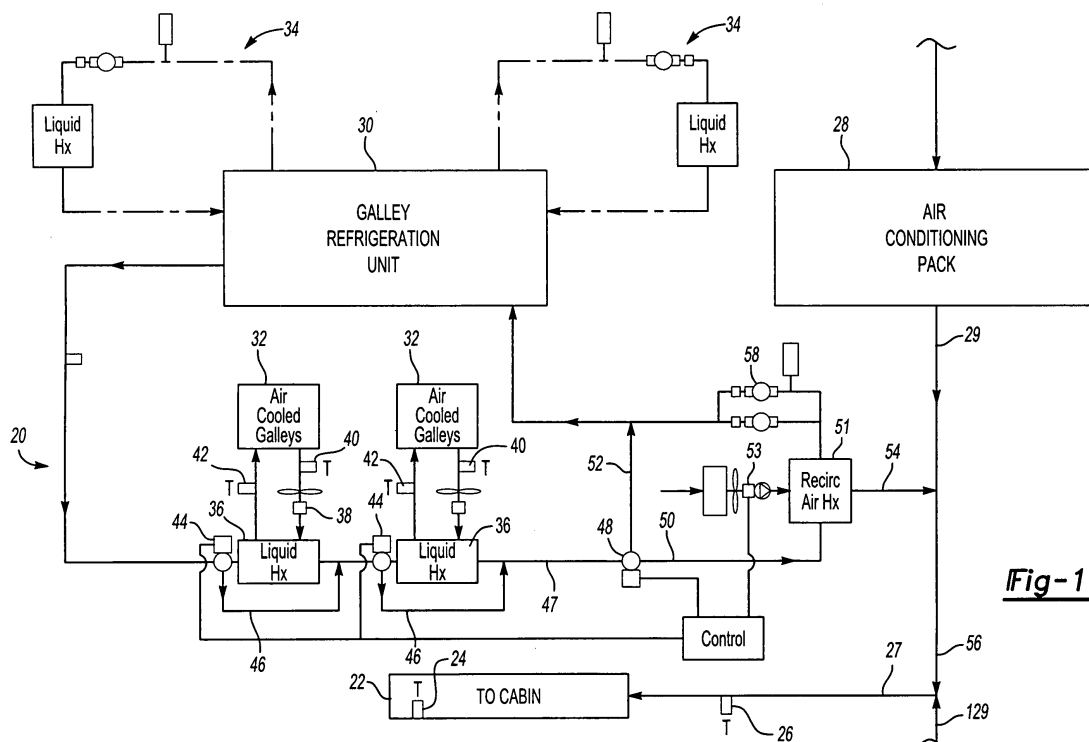 34
34
Liquid
Hx
Liquid
Hx
30
28
GALLEY
REFRIGERATION
UNIT
AIR
CONDITIONING
PACK
29
32
32
58
Air
Cooled
Galleys
Air
Cooled
Galleys
20
40
T
40
T
42
T
42
T
52
53
51
54
Recirc
Air Hx
44
36
38
44
36
48
50
Liquid
Hx
Liquid
Hx
47
Fig-1
46
46
Control
56
27
24
22
T
TO CABIN
26
T
129